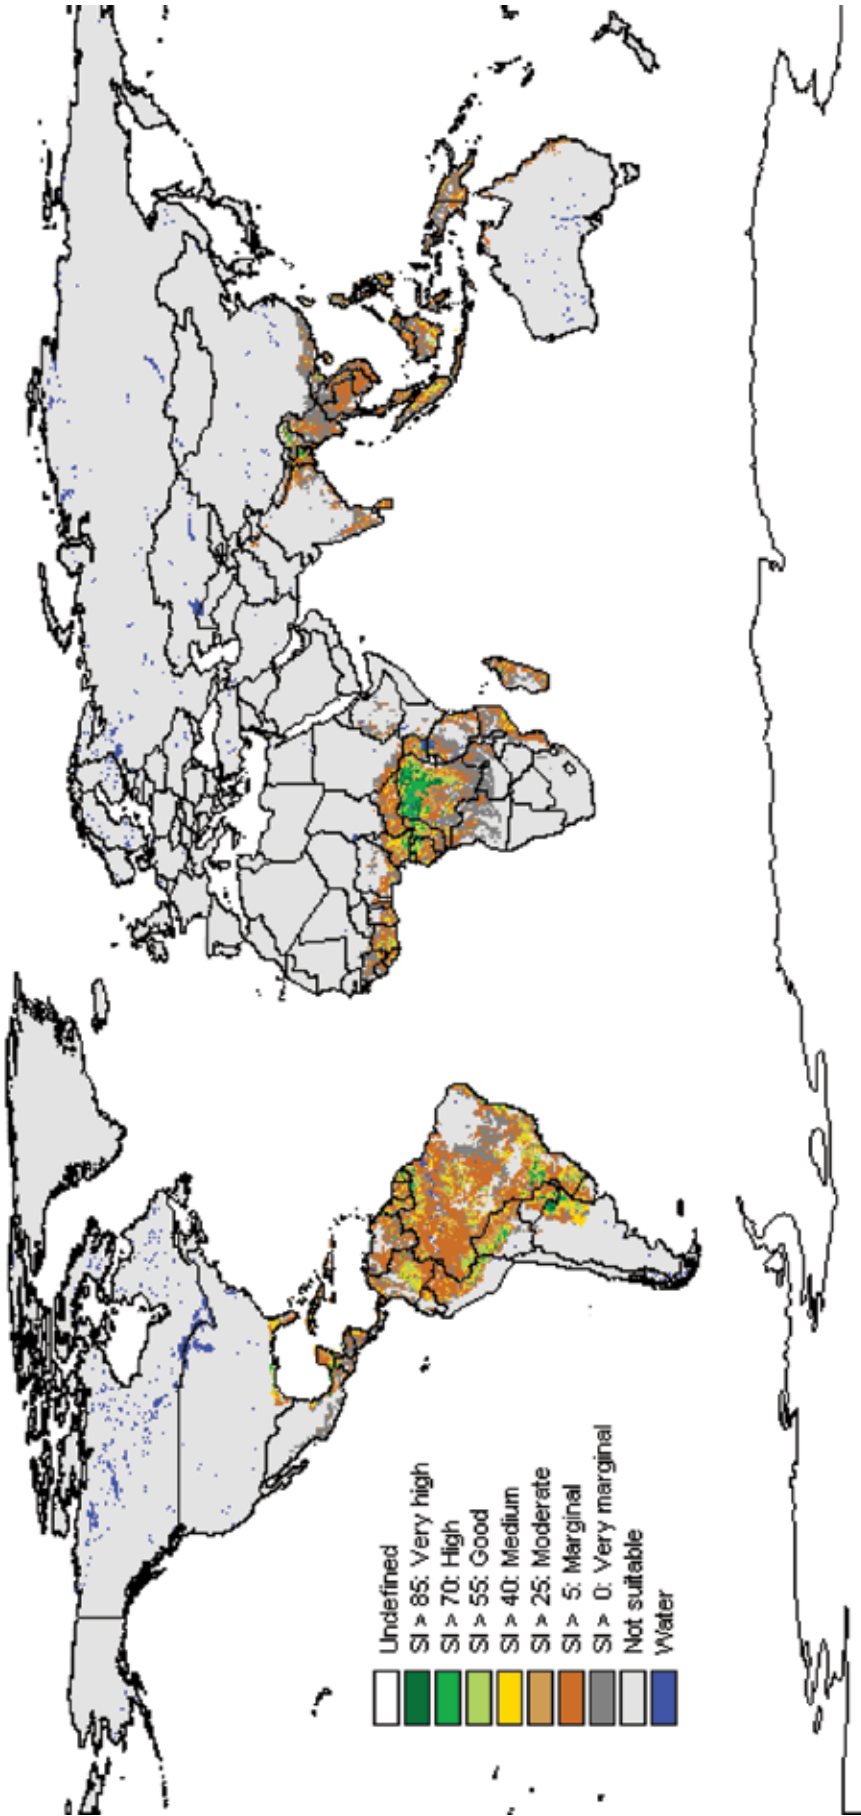 Undefined
SI > 85: Very high
SI > 70: High
SI > 55: Good
SI > 40: Medium
SI > 25: Moderate
SI > 5: Marginal
SI > 0: Very marginal
Not suitable
Water